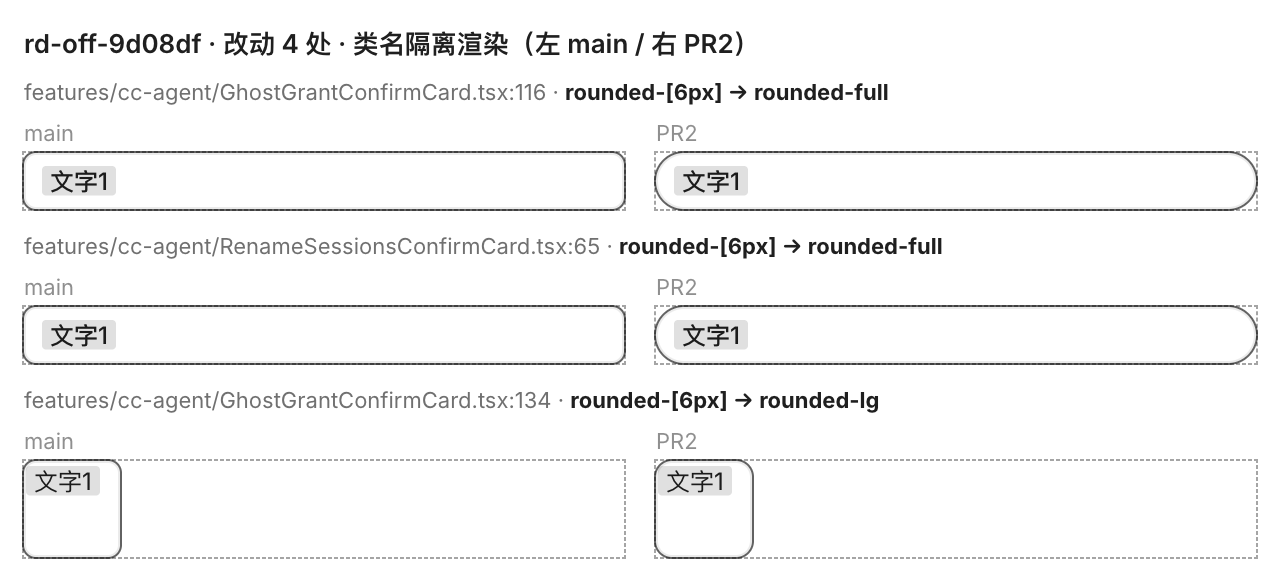 rd-off-9d08df · 改动 4 处 · 类名隔离渲染（左 main / 右 PR2）
features/cc-agent/GhostGrantConfirmCard.tsx:116 · rounded-[6px] → rounded-full
main PR2
文字1 文字1
features/cc-agent/RenameSessionsConfirmCard.tsx:65 · rounded-[6px] → rounded-full
main PR2
文字1 文字1
features/cc-agent/GhostGrantConfirmCard.tsx:134 · rounded-[6px] → rounded-lg
main PR2
文字1 文字1